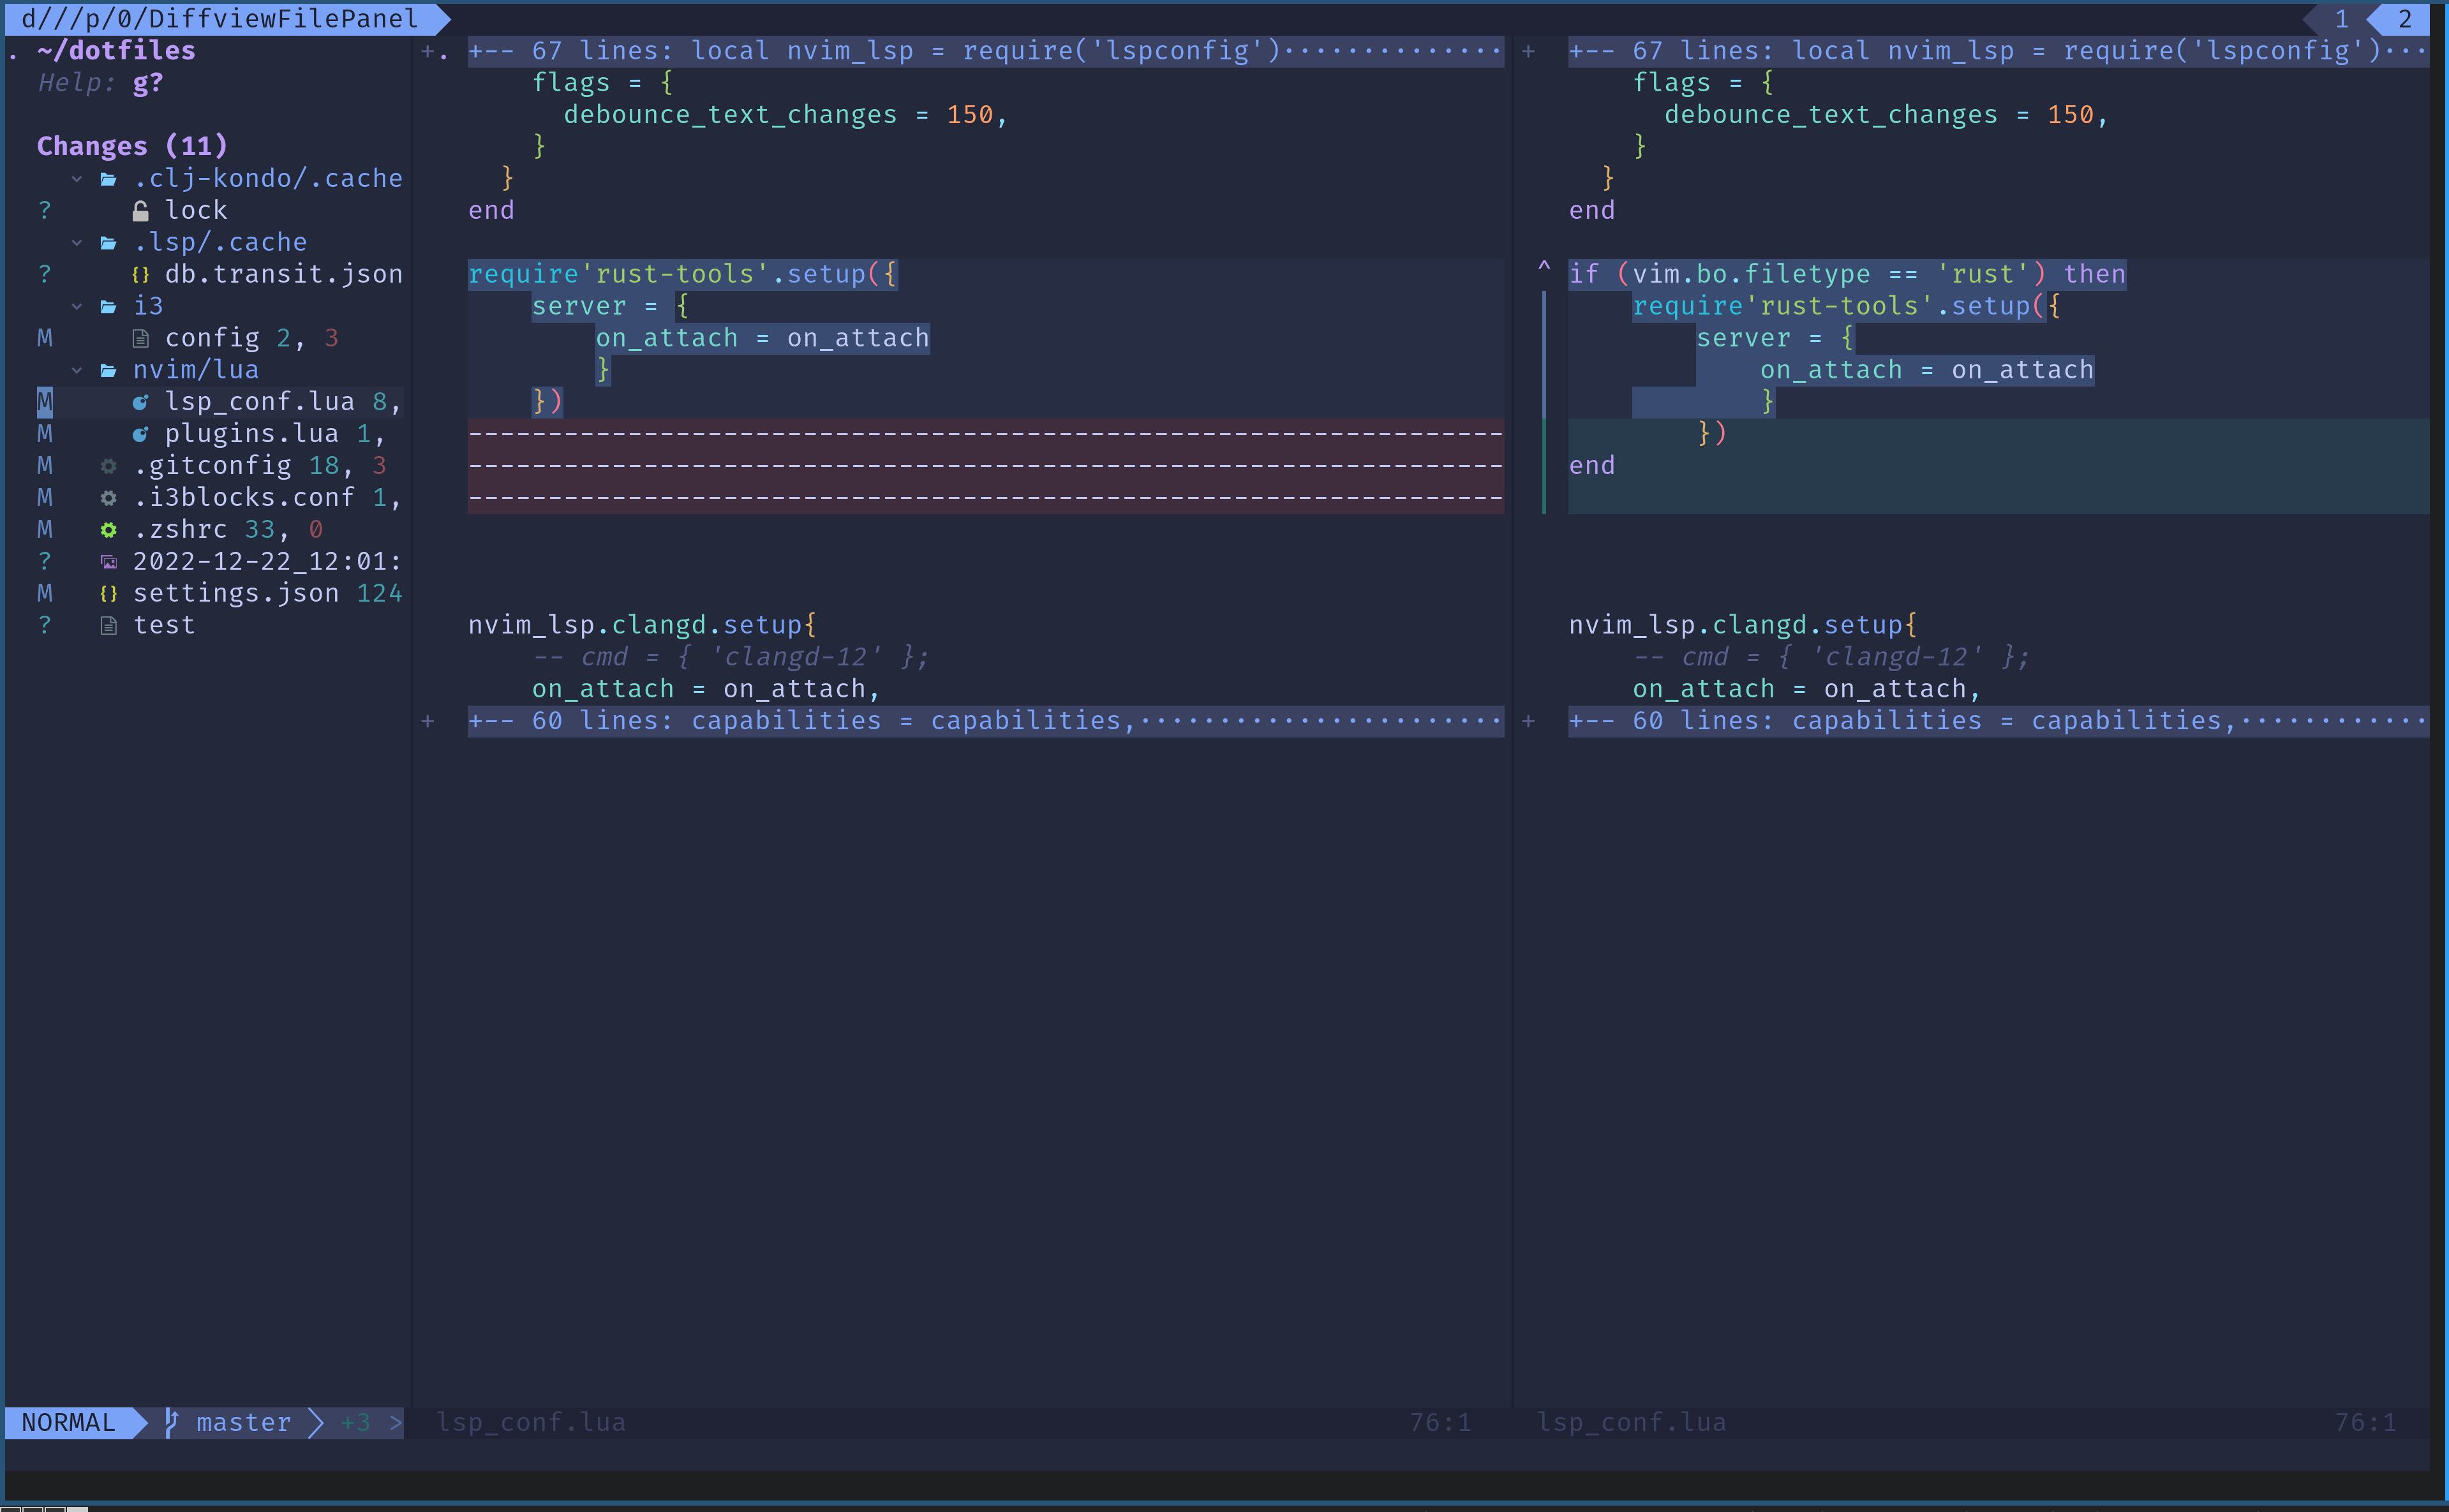 d///p/0/DiffviewFilePanel 1 2
. ~/dotfiles
Help: g?
Changes (11)
.clj-kondo/.cache
? lock
.lsp/.cache
? {} db.transit.json
i3
M config 2, 3
nvim/lua
M lsp_conf.lua 8,
M plugins.lua 1,
M .gitconfig 18, 3
M .i3blocks.conf 1,
M .zshrc 33, 0
? 2022-12-22_12:01:
M {} settings.json 124
? test
+. +-- 67 lines: local nvim_lsp = require('lspconfig')··············
flags = {
debounce_text_changes = 150,
}
}
end
require'rust-tools'.setup({
server = {
on_attach = on_attach
}
})
-----------------------------------------------------------------
-----------------------------------------------------------------
-----------------------------------------------------------------
nvim_lsp.clangd.setup{
-- cmd = { 'clangd-12' };
on_attach = on_attach,
+ +-- 60 lines: capabilities = capabilities,·······················
+ +-- 67 lines: local nvim_lsp = require('lspconfig')···
flags = {
debounce_text_changes = 150,
}
}
end
^ if (vim.bo.filetype == 'rust') then
require'rust-tools'.setup({
server = {
on_attach = on_attach
}
})
end
nvim_lsp.clangd.setup{
-- cmd = { 'clangd-12' };
on_attach = on_attach,
+ +-- 60 lines: capabilities = capabilities,············
NORMAL master +3 > lsp_conf.lua 76:1 lsp_conf.lua 76:1